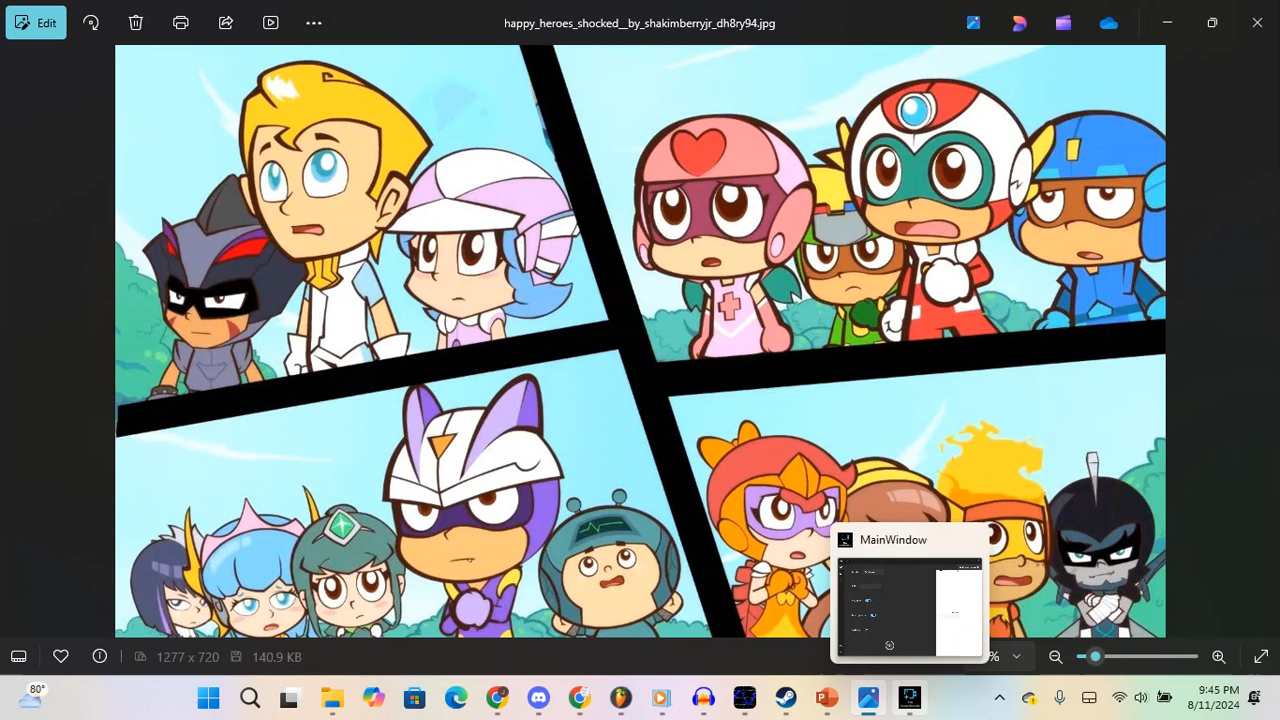 Edit
happy_heroes_shocked__by_shakimberryjr_dh8ry94.jpg
MainWindow
1277 x 720
140.9 KB
%
80°
9:45 PM
8/11/2024